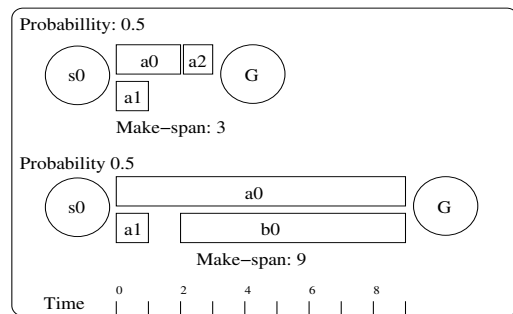 Probabillity: 0.5
s0 a0 a2 G
a1
Make-span: 3
Probability 0.5
s0 a0 G
a1 b0
Make-span: 9
0 2 4 6 8
Time